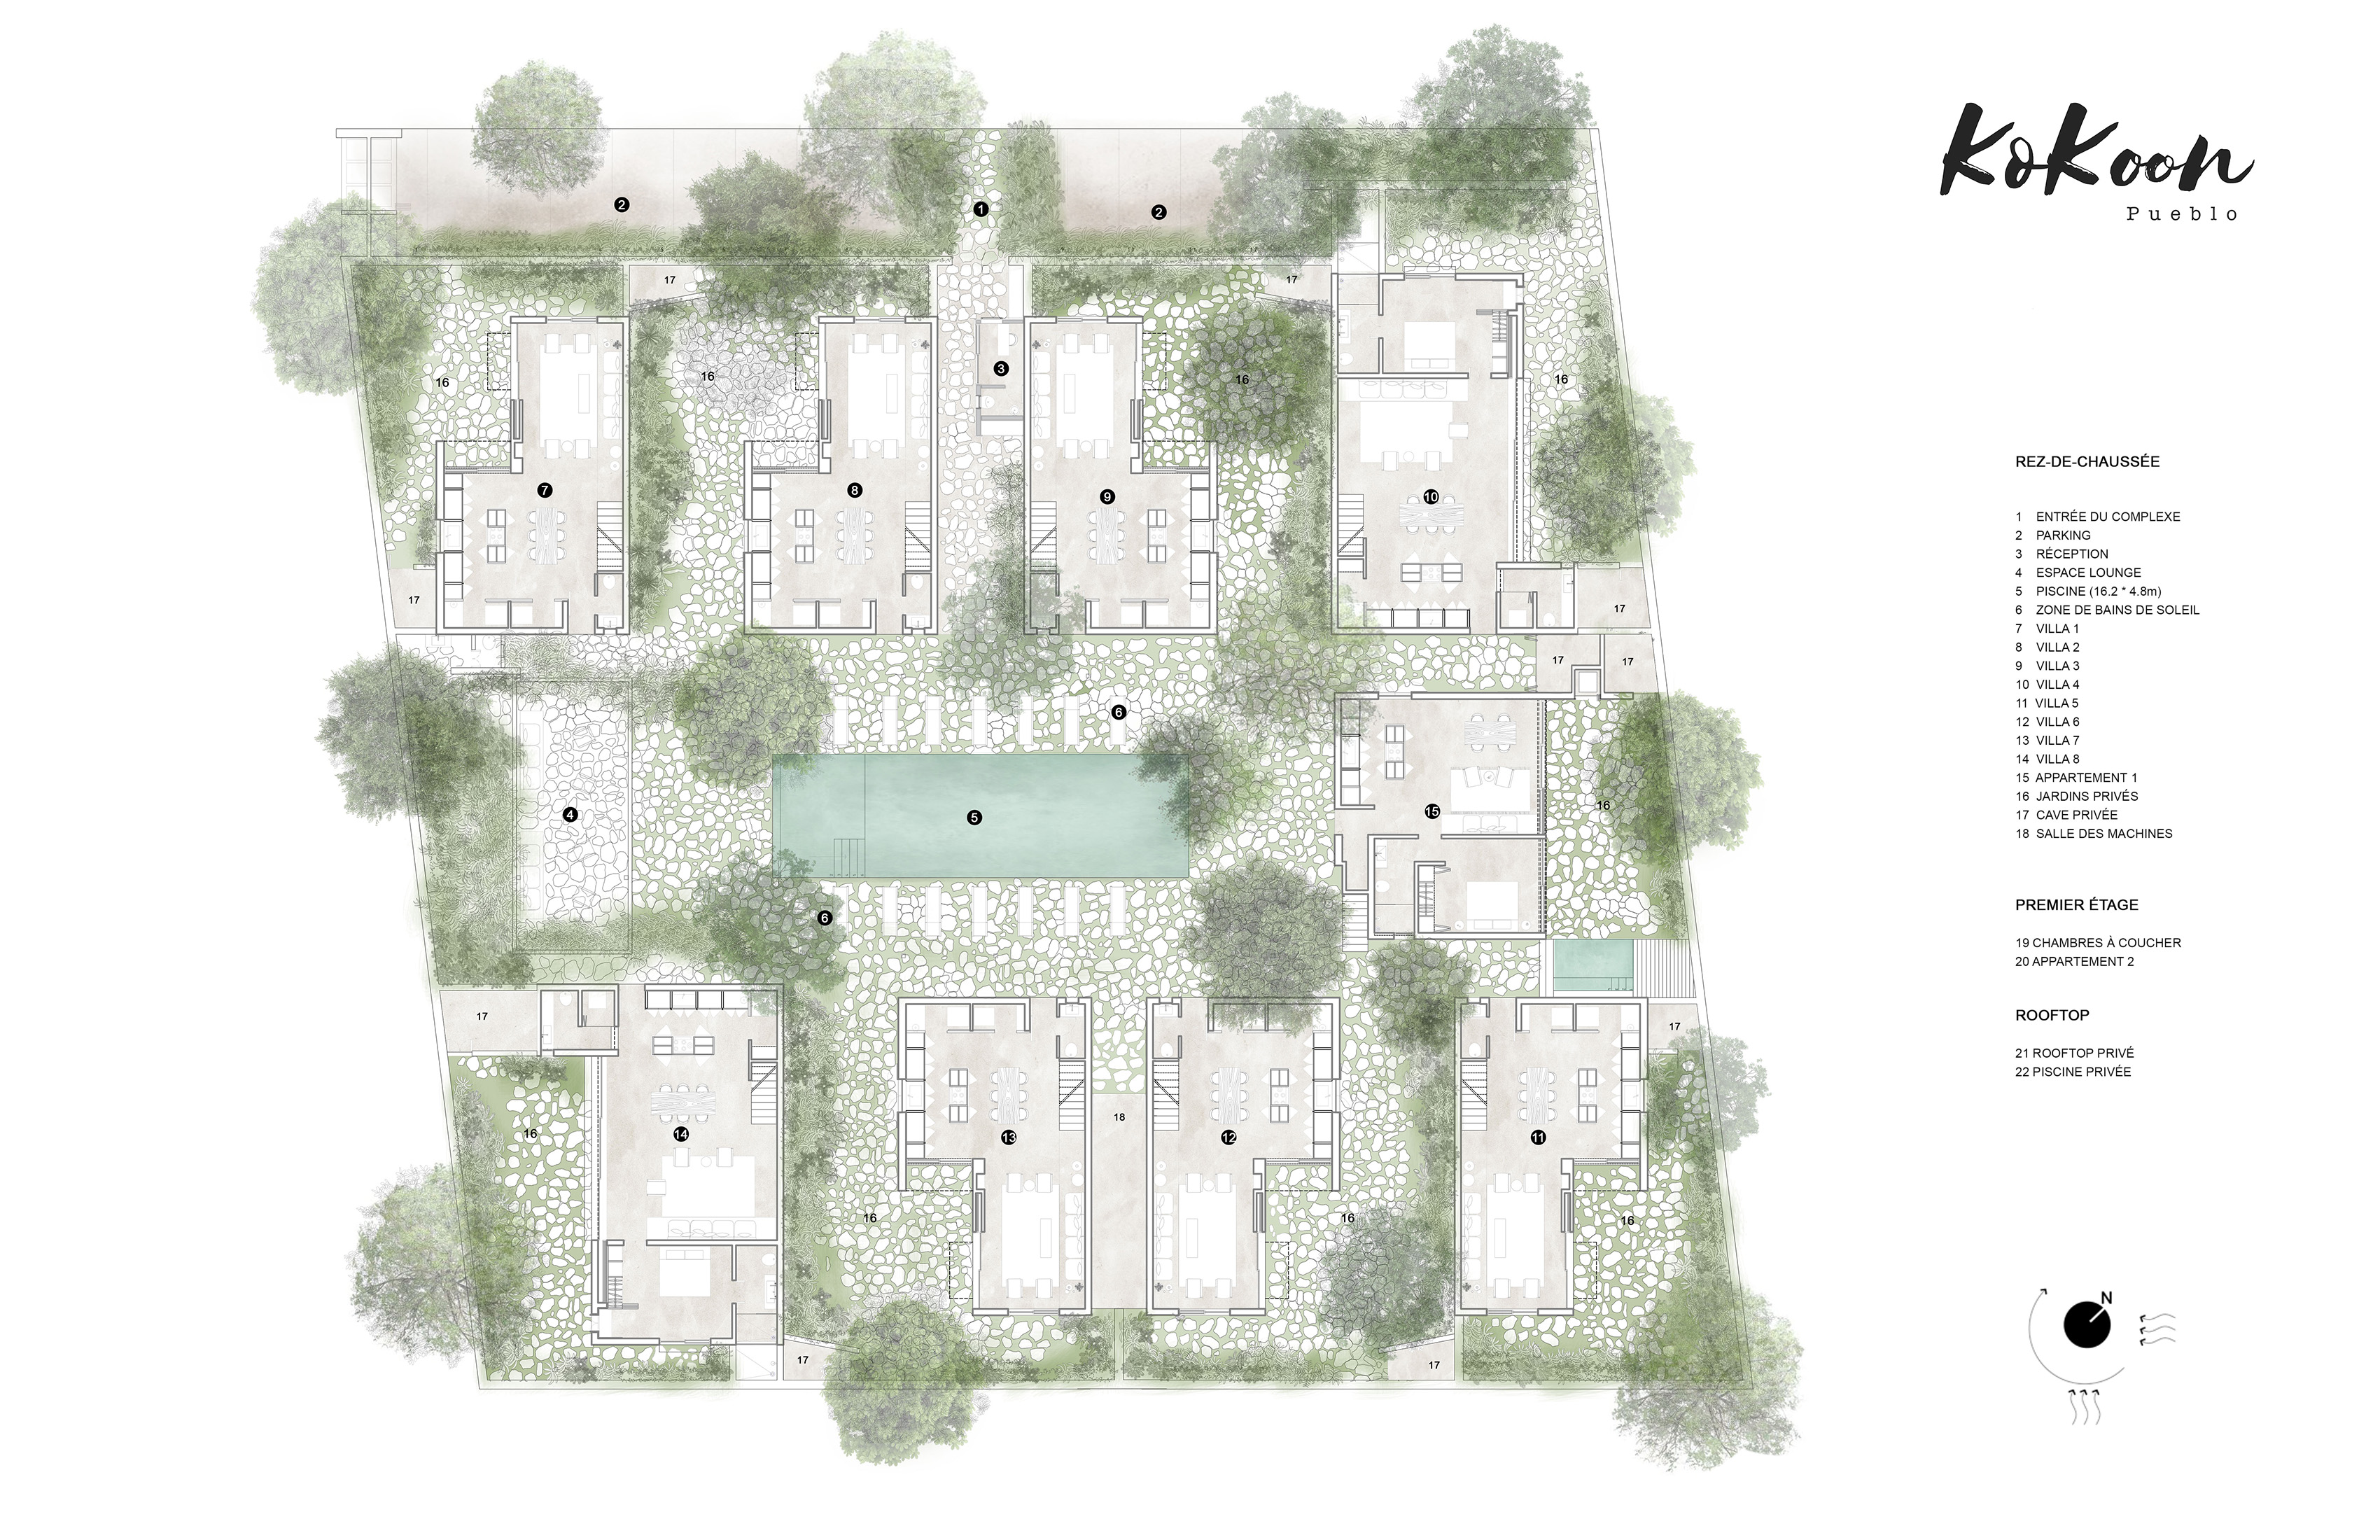 KoKoon
Pueblo
REZ-DE-CHAUSSÉE
1 ENTRÉE DU COMPLEXE
2 PARKING
3 RÉCEPTION
4 ESPACE LOUNGE
5 PISCINE (16.2 * 4.8m)
6 ZONE DE BAINS DE SOLEIL
7 VILLA 1
8 VILLA 2
9 VILLA 3
10 VILLA 4
11 VILLA 5
12 VILLA 6
13 VILLA 7
14 VILLA 8
15 APPARTEMENT 1
16 JARDINS PRIVÉS
17 CAVE PRIVÉE
18 SALLE DES MACHINES
PREMIER ÉTAGE
19 CHAMBRES À COUCHER
20 APPARTEMENT 2
ROOFTOP
21 ROOFTOP PRIVÉ
22 PISCINE PRIVÉE
N
2
1
2
17
17
3
16
16
16
16
7
8
9
10
17
17
17
17
6
4
5
15
16
6
17
17
14
16
18
13
12
11
16
16
16
17
17